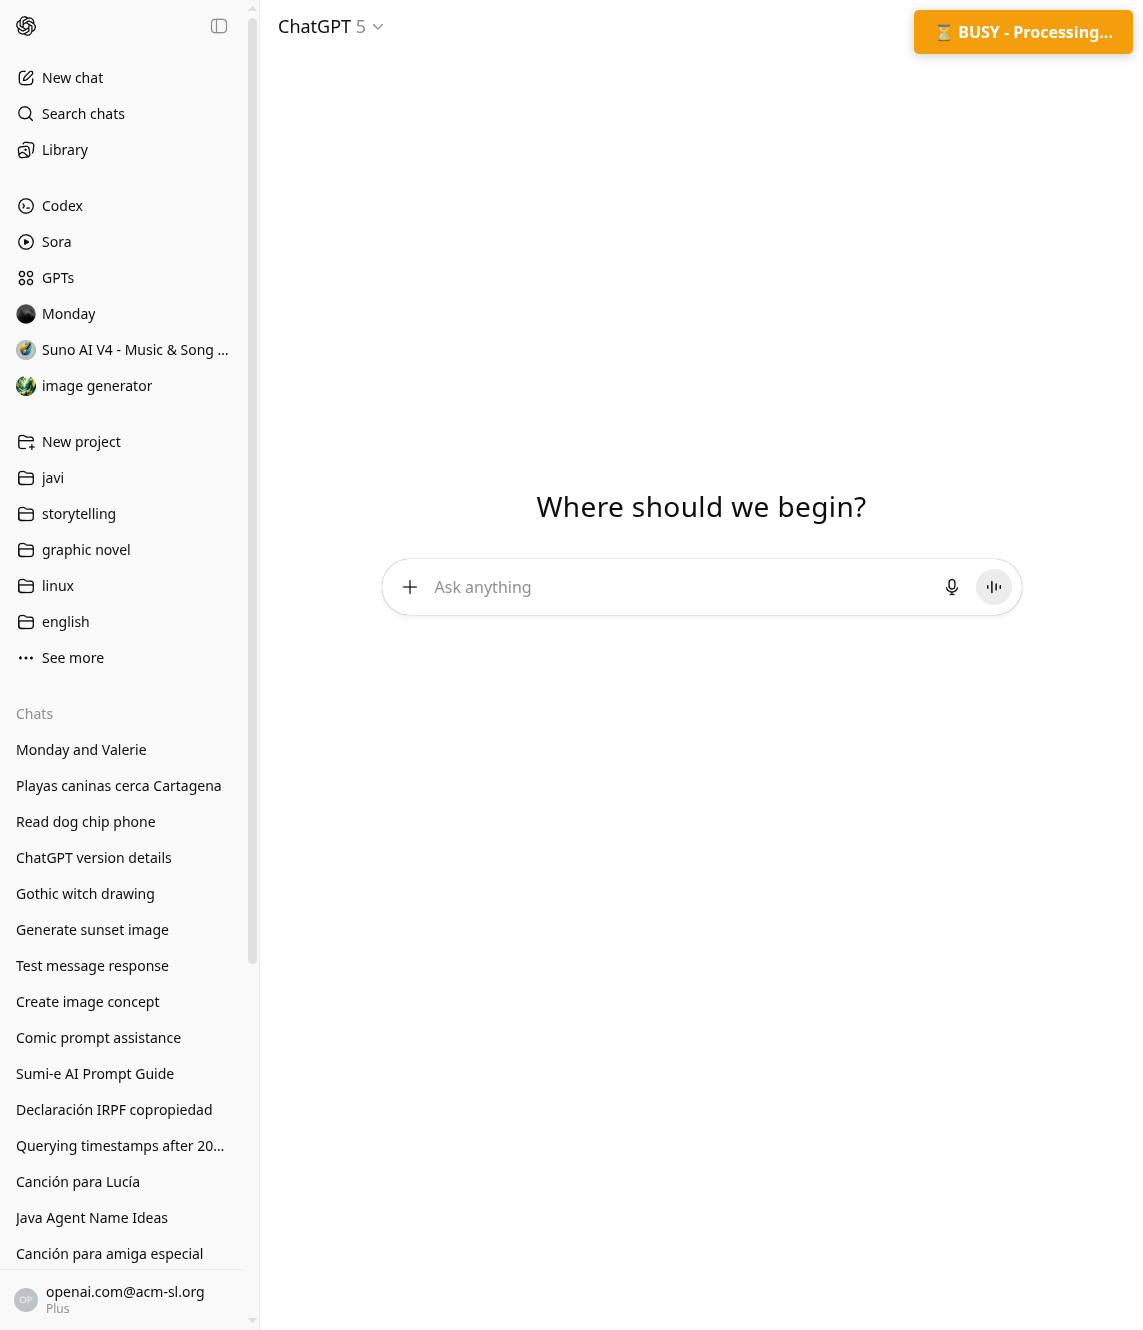 ChatGPT 5
⏳ BUSY - Processing...
New chat
Search chats
Library
Codex
Sora
GPTs
Monday
Suno AI V4 - Music & Song ...
image generator
New project
javi
storytelling
graphic novel
linux
english
See more
Chats
Monday and Valerie
Playas caninas cerca Cartagena
Read dog chip phone
ChatGPT version details
Gothic witch drawing
Generate sunset image
Test message response
Create image concept
Comic prompt assistance
Sumi-e AI Prompt Guide
Declaración IRPF copropiedad
Querying timestamps after 20...
Canción para Lucía
Java Agent Name Ideas
Canción para amiga especial
OP
openai.com@acm-sl.org
Plus
Where should we begin?
Ask anything